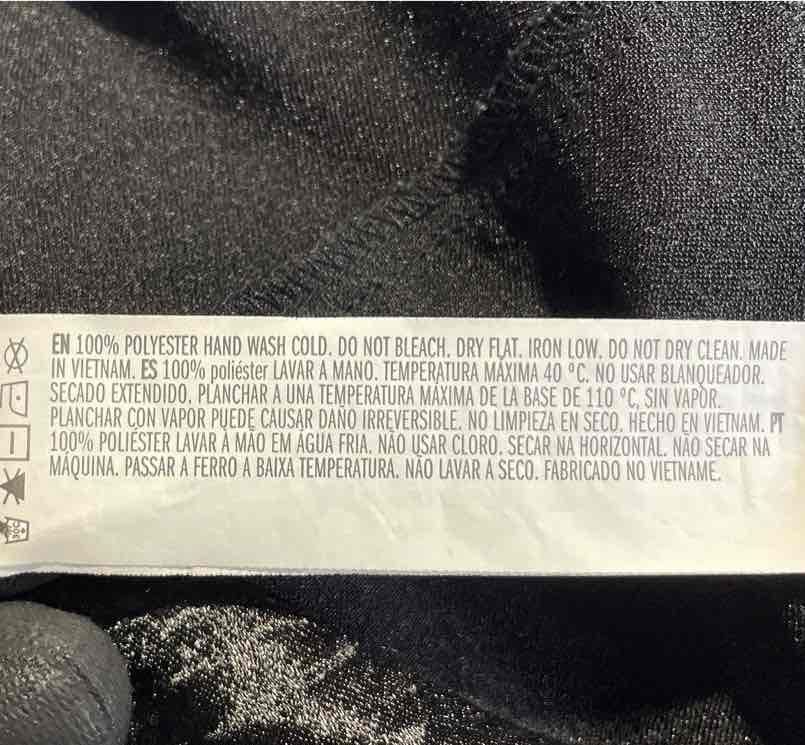 EN 100% POLYESTER HAND WASH COLD. DO NOT BLEACH. DRY FLAT. IRON LOW. DO NOT DRY CLEAN. MADE
IN VIETNAM. ES 100% poliéster LAVAR A MANO. TEMPERATURA MÁXIMA 40 ºC. NO USAR BLANQUEADOR.
SECADO EXTENDIDO. PLANCHAR A UNA TEMPERATURA MÁXIMA DE LA BASE DE 110 ºC, SIN VAPOR.
PLANCHAR CON VAPOR PUEDE CAUSAR DAÑO IRREVERSIBLE. NO LIMPIEZA EN SECO. HECHO EN VIETNAM. PT
100% POLIÉSTER LAVAR À MÃO EM ÁGUA FRIA. NÃO USAR CLORO. SECAR NA HORIZONTAL. NÃO SECAR NA
MÁQUINA. PASSAR A FERRO A BAIXA TEMPERATURA. NÃO LAVAR A SECO. FABRICADO NO VIETNAME.
30C